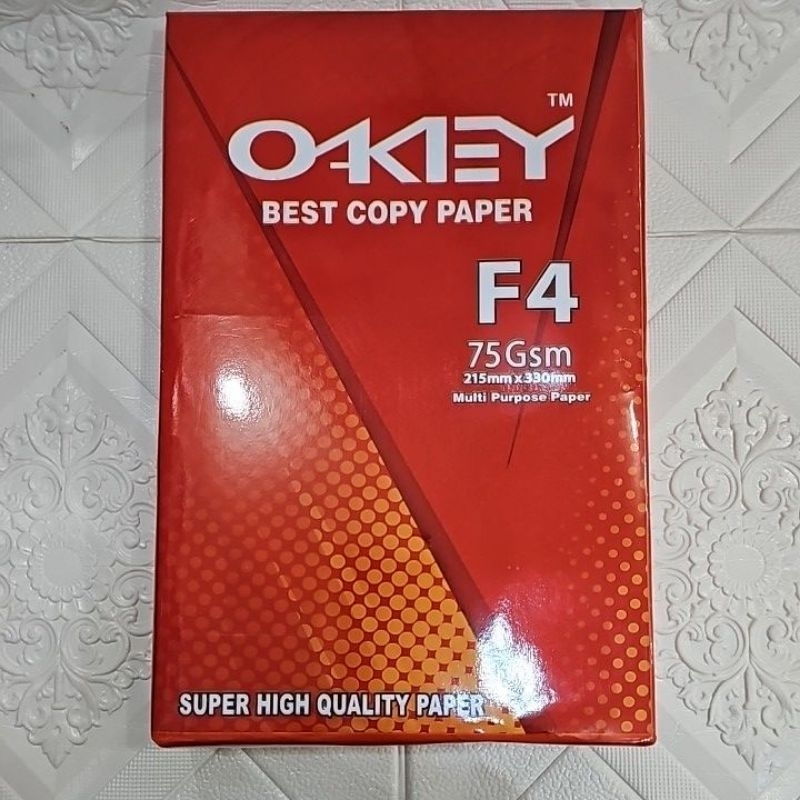 OAKEY TM
BEST COPY PAPER
F4
75Gsm
215mm x 330mm
Multi Purpose Paper
SUPER HIGH QUALITY PAPER